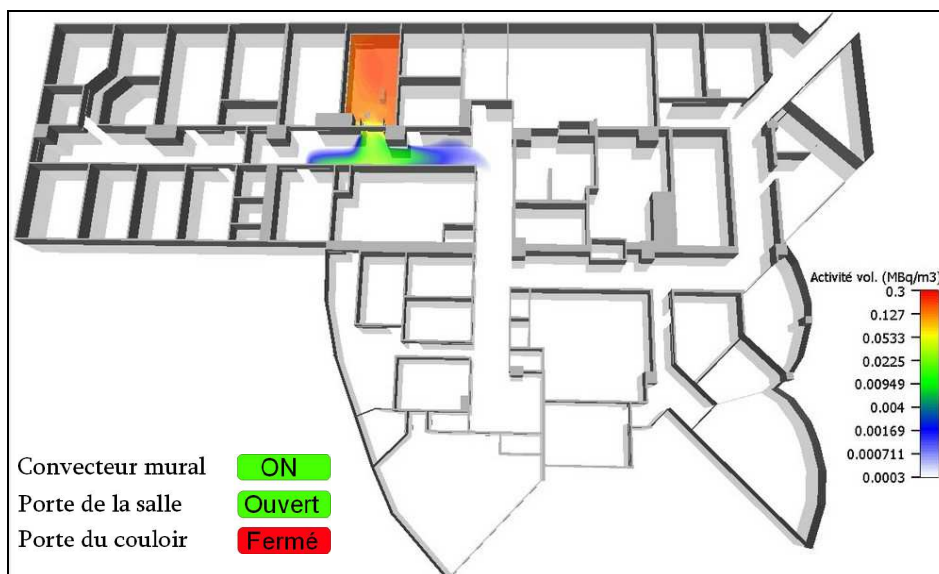 Activité vol. (MBq/m3)
0.3
0.127
0.0533
0.0225
0.00949
0.004
0.00169
0.000711
0.0003
Convecteur mural ON
Porte de la salle Ouvert
Porte du couloir Fermé